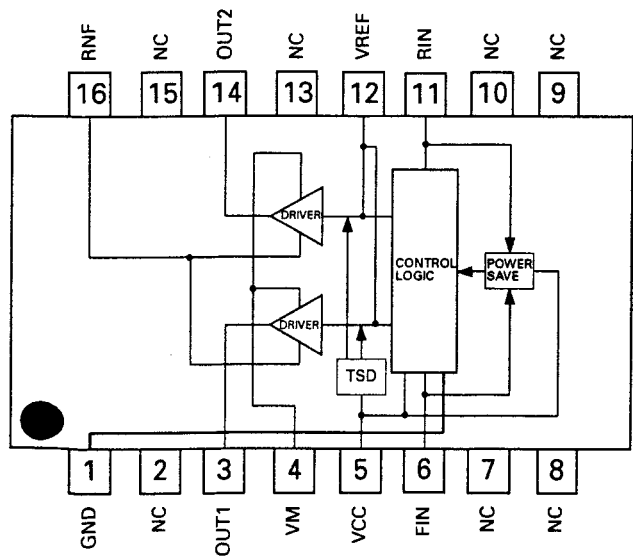 RNF
NC
OUT2
NC
VREF
RIN
NC
NC
16
15
14
13
12
11
10
9
DRIVER
CONTROL
LOGIC
POWER
SAVE
DRIVER
TSD
1
2
3
4
5
6
7
8
GND
NC
OUT1
VM
VCC
FIN
NC
NC